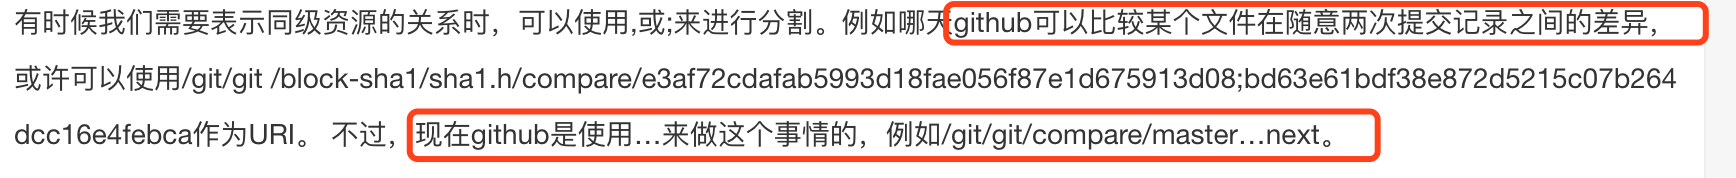 有时候我们需要表示同级资源的关系时，可以使用,或;来进行分割。例如哪天github可以比较某个文件在随意两次提交记录之间的差异，
或许可以使用/git/git /block-sha1/sha1.h/compare/e3af72cdafab5993d18fae056f87e1d675913d08;bd63e61bdf38e872d5215c07b264
dcc16e4febca作为URI。 不过，现在github是使用…来做这个事情的，例如/git/git/compare/master…next。